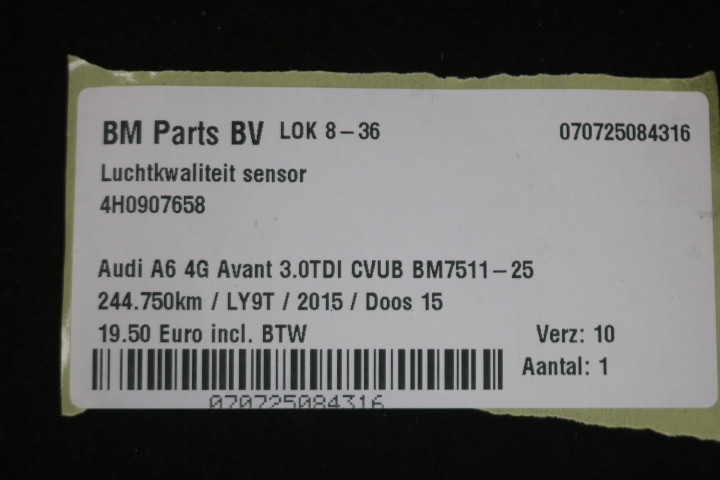 BM Parts BV LOK 8-36 070725084316
Luchtkwaliteit sensor
4H0907658
Audi A6 4G Avant 3.0TDI CVUB BM7511-25
244.750km / LY9T / 2015 / Doos 15
19.50 Euro incl. BTW Verz: 10
Aantal: 1
070725084316